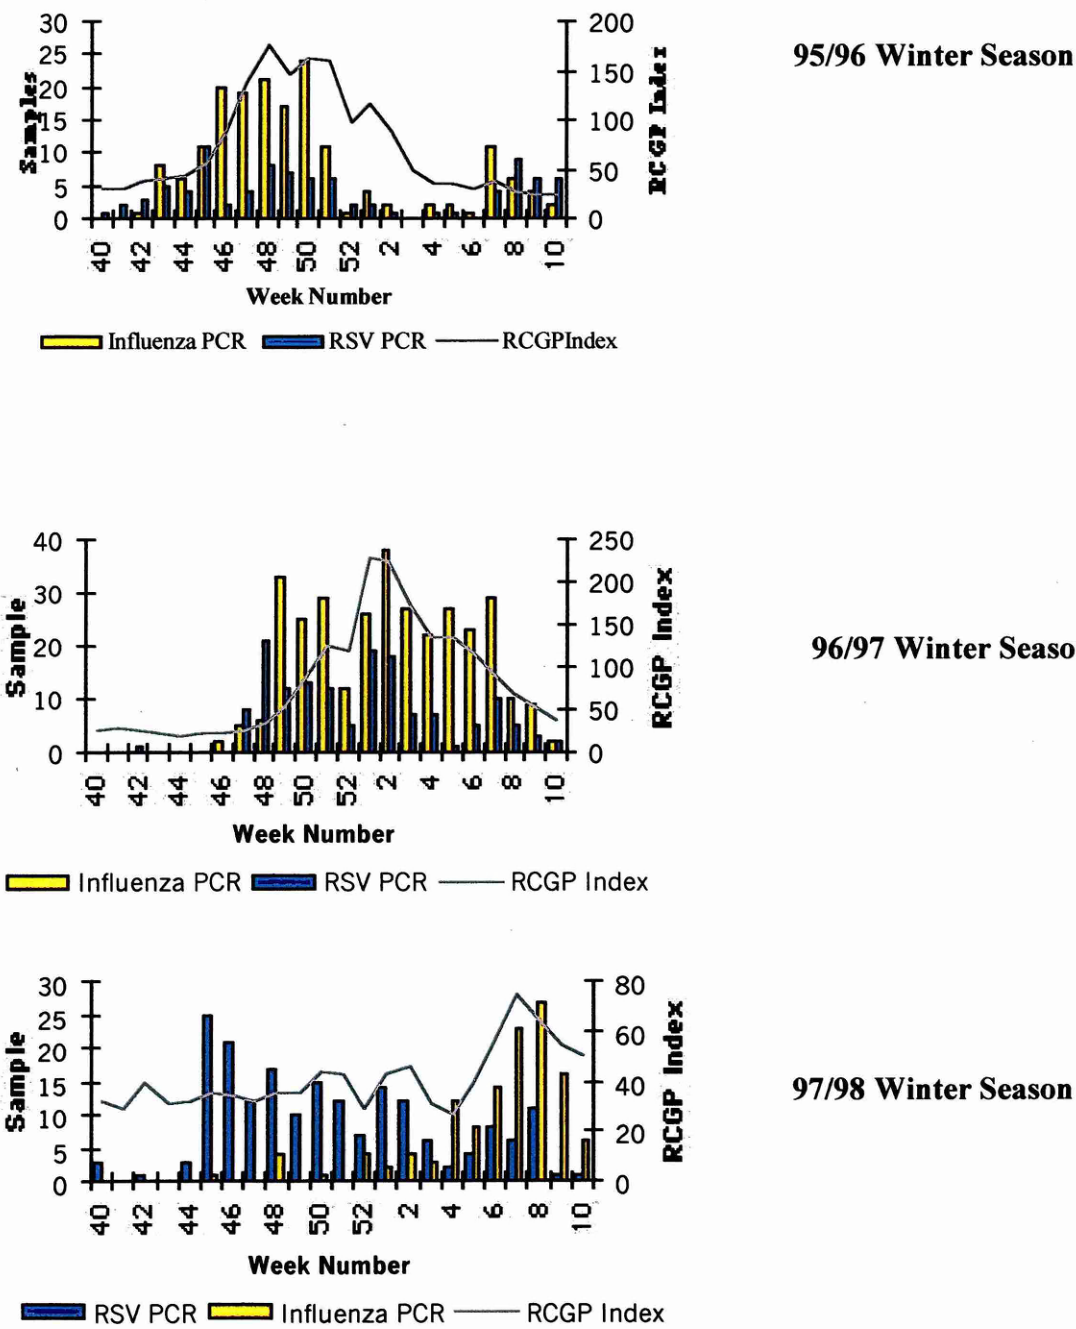 95/96 Winter Season
30
25
20
15
10
5
0
Samples
200
150
100
50
0
RCGP Index
40 42 44 46 48 50 52 2 4 6 8 10
Week Number
Influenza PCR RSV PCR RCGPIndex
96/97 Winter Seaso
40
30
20
10
0
Sample
250
200
150
100
50
0
RCGP Index
40 42 44 46 48 50 52 2 4 6 8 10
Week Number
Influenza PCR RSV PCR RCGP Index
97/98 Winter Season
30
25
20
15
10
5
0
Sample
80
60
40
20
0
RCGP Index
40 42 44 46 48 50 52 2 4 6 8 10
Week Number
RSV PCR Influenza PCR RCGP Index